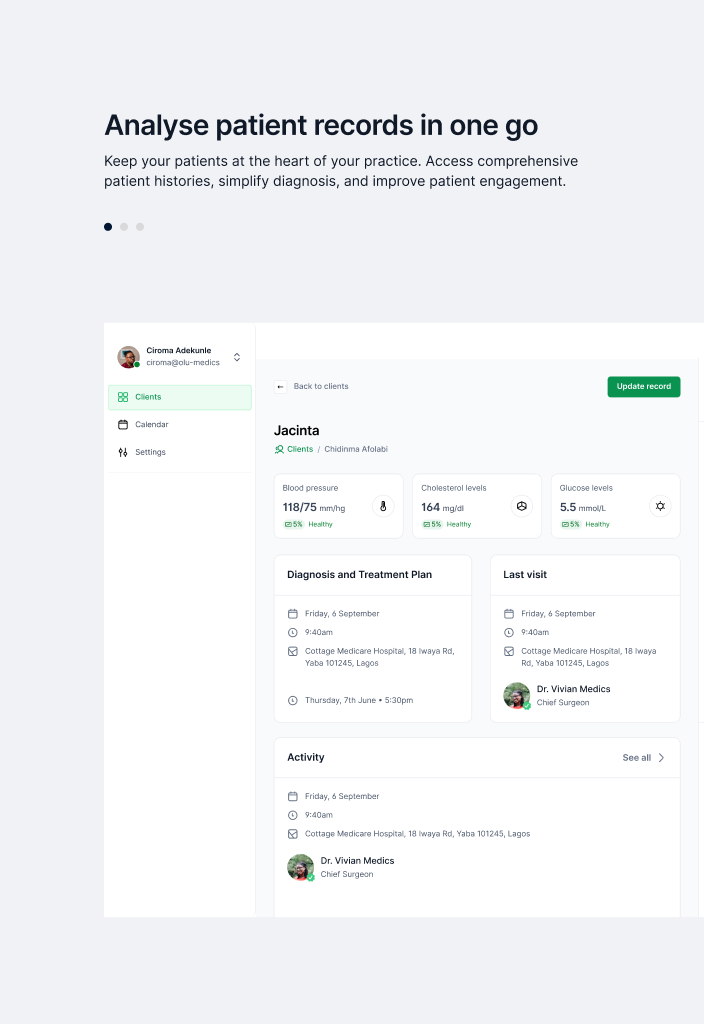 Analyse patient records in one go
Keep your patients at the heart of your practice. Access comprehensive
patient histories, simplify diagnosis, and improve patient engagement.
Ciroma Adekunle
ciroma@olu-medics
Clients
Calendar
Settings
Back to clients
Update record
Jacinta
Clients / Chidinma Afolabi
Blood pressure
118/75 mm/hg
5% Healthy
Cholesterol levels
164 mg/dl
5% Healthy
Glucose levels
5.5 mmol/L
5% Healthy
Diagnosis and Treatment Plan
Friday, 6 September
9:40am
Cottage Medicare Hospital, 18 Iwaya Rd,
Yaba 101245, Lagos
Thursday, 7th June • 5:30pm
Last visit
Friday, 6 September
9:40am
Cottage Medicare Hospital, 18 Iwaya
Rd, Yaba 101245, Lagos
Dr. Vivian Medics
Chief Surgeon
Activity
See all
Friday, 6 September
9:40am
Cottage Medicare Hospital, 18 Iwaya Rd, Yaba 101245, Lagos
Dr. Vivian Medics
Chief Surgeon